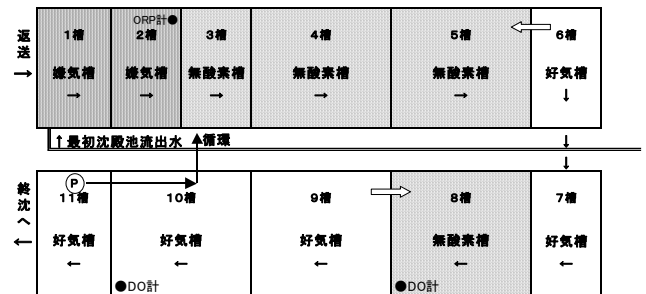 返送
→
ORP計●
1槽
2槽
3槽
4槽
5槽
6槽
嫌気槽
嫌気槽
無酸素槽
無酸素槽
無酸素槽
好気槽
→
→
→
→
→
↓
↑最初沈殿池流出水
循環
↓
↓
終沈へ
←
P
11槽
10槽
9槽
8槽
7槽
好気槽
好気槽
好気槽
無酸素槽
好気槽
←
←
←
←
←
●DO計
●DO計